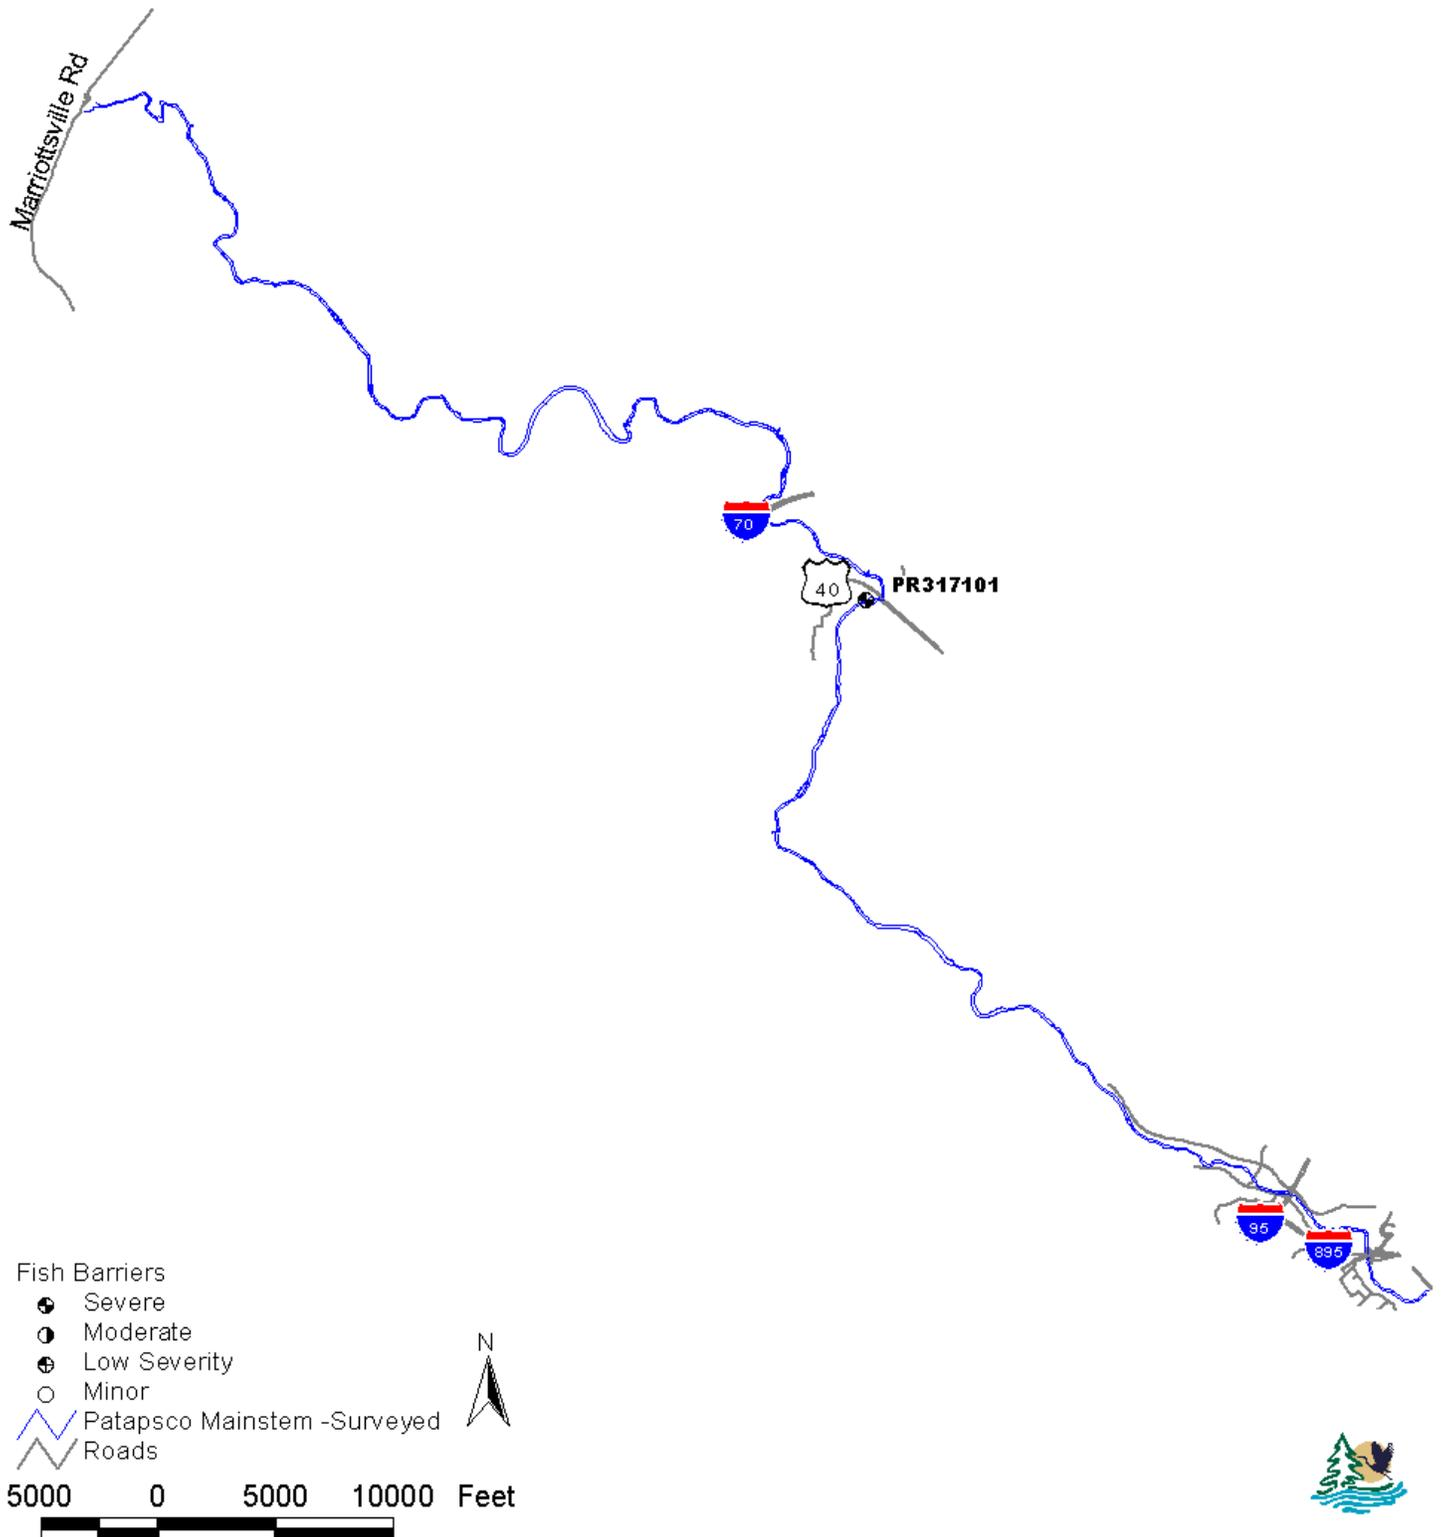 Marriottsville Rd
70
40
PR317101
95
895
Fish Barriers
Severe
Moderate
Low Severity
Minor
Patapsco Mainstem -Surveyed
Roads
N
5000 0 5000 10000 Feet